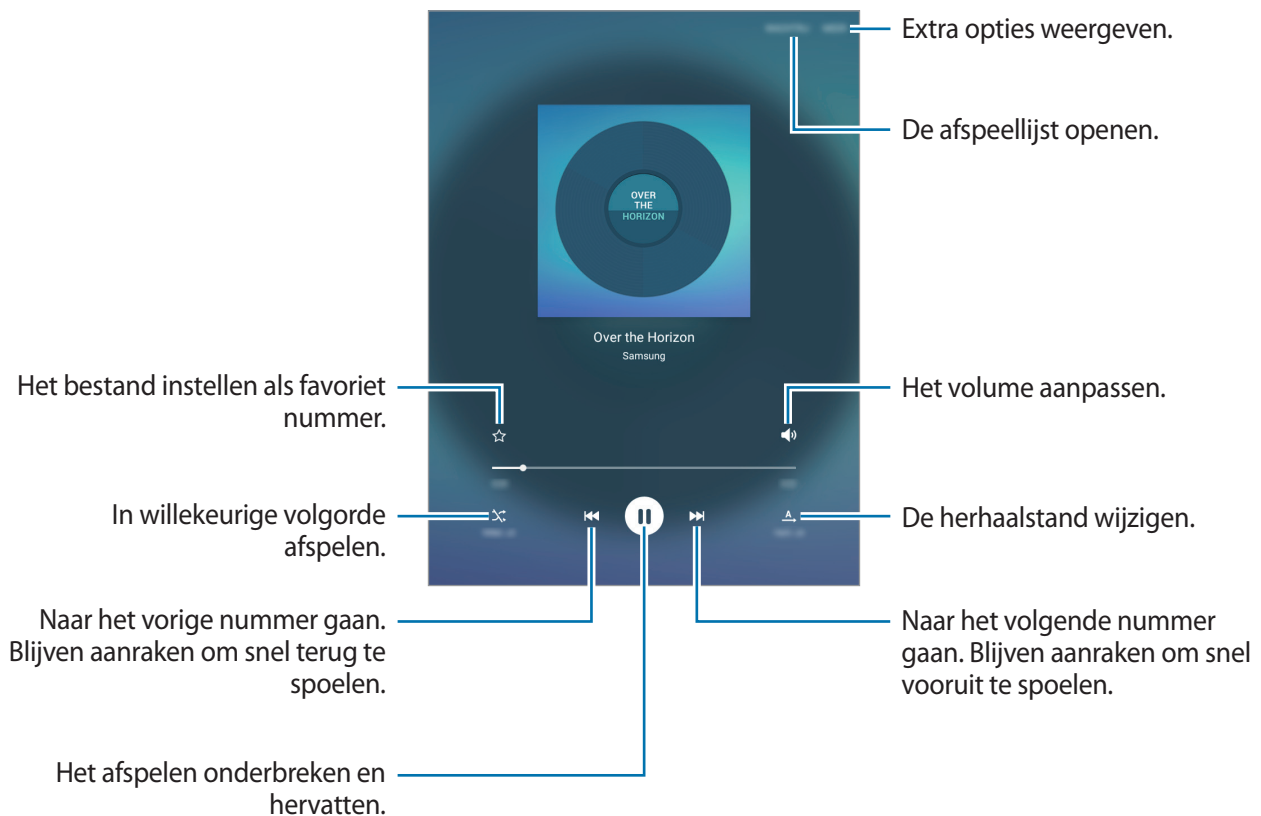 Extra opties weergeven.
De afspeellijst openen.
OVER
THE
HORIZON
Over the Horizon
Samsung
Het bestand instellen als favoriet
nummer.
Het volume aanpassen.
In willekeurige volgorde
afspelen.
A
De herhaalstand wijzigen.
Naar het vorige nummer gaan.
Blijven aanraken om snel terug te
spoelen.
Naar het volgende nummer
gaan. Blijven aanraken om snel
vooruit te spoelen.
Het afspelen onderbreken en
hervatten.